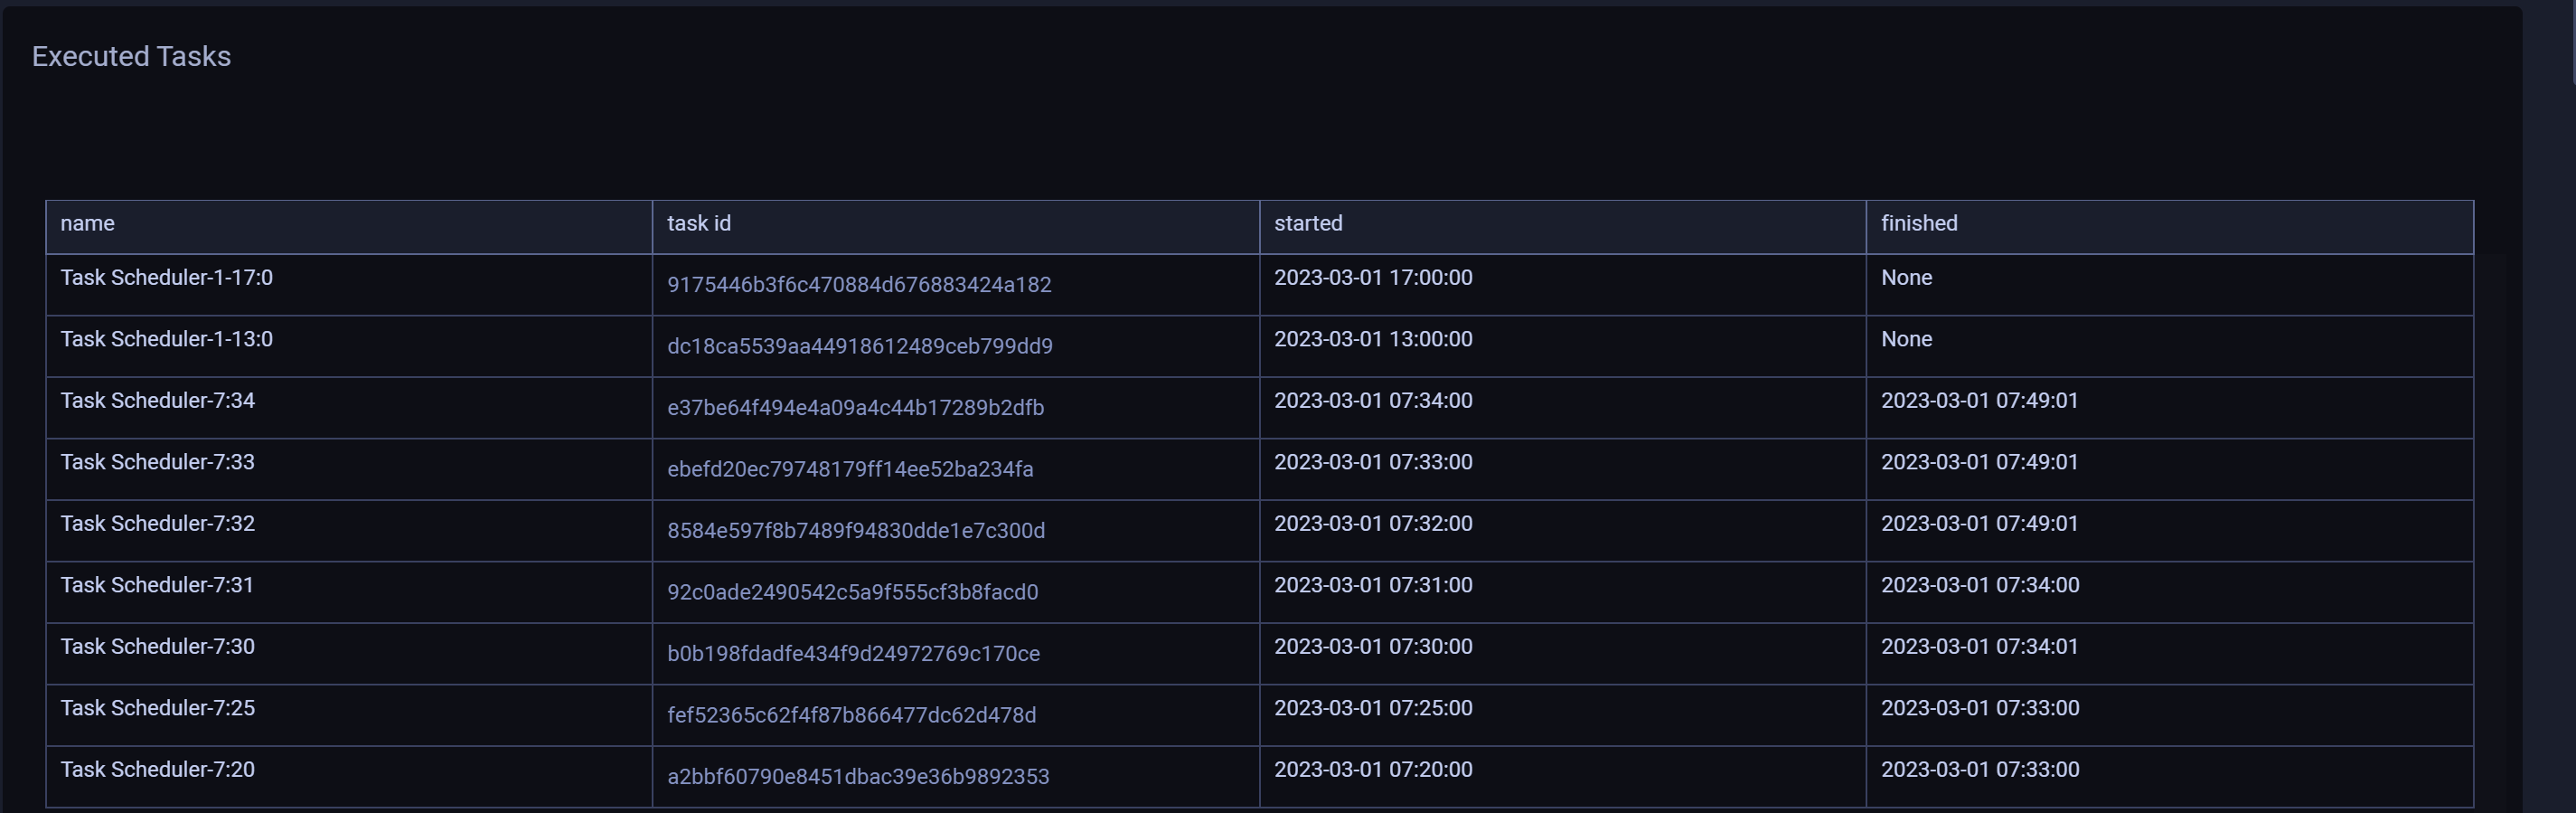 Executed Tasks
name task id started finished
Task Scheduler-1-17:0 9175446b3f6c470884d676883424a182 2023-03-01 17:00:00 None
Task Scheduler-1-13:0 dc18ca5539aa44918612489ceb799dd9 2023-03-01 13:00:00 None
Task Scheduler-7:34 e37be64f494e4a09a4c44b17289b2dfb 2023-03-01 07:34:00 2023-03-01 07:49:01
Task Scheduler-7:33 ebefd20ec79748179ff14ee52ba234fa 2023-03-01 07:33:00 2023-03-01 07:49:01
Task Scheduler-7:32 8584e597f8b7489f94830dde1e7c300d 2023-03-01 07:32:00 2023-03-01 07:49:01
Task Scheduler-7:31 92c0ade2490542c5a9f555cf3b8facd0 2023-03-01 07:31:00 2023-03-01 07:34:00
Task Scheduler-7:30 b0b198fdadfe434f9d24972769c170ce 2023-03-01 07:30:00 2023-03-01 07:34:01
Task Scheduler-7:25 fef52365c62f4f87b866477dc62d478d 2023-03-01 07:25:00 2023-03-01 07:33:00
Task Scheduler-7:20 a2bbf60790e8451dbac39e36b9892353 2023-03-01 07:20:00 2023-03-01 07:33:00